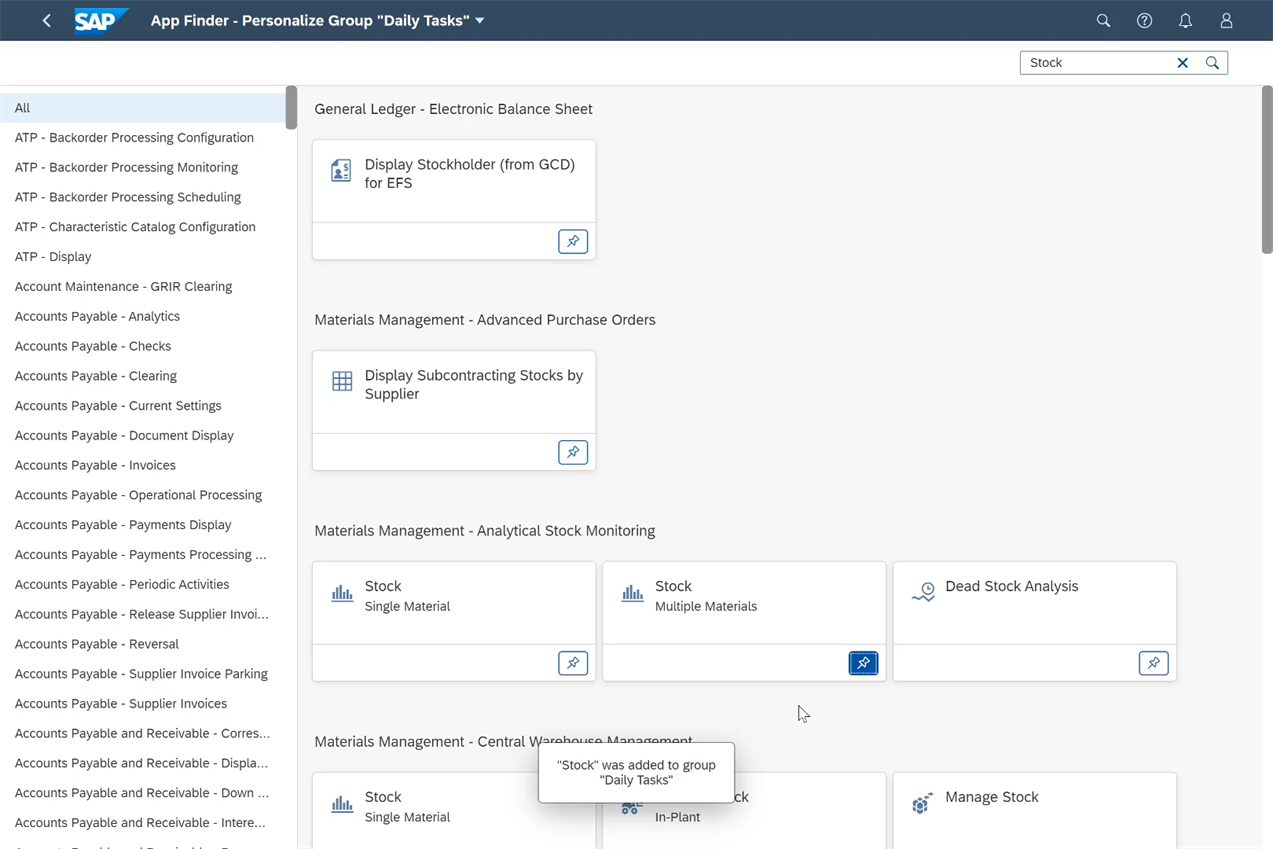 SAP
App Finder - Personalize Group "Daily Tasks"
Stock
All
ATP - Backorder Processing Configuration
ATP - Backorder Processing Monitoring
ATP - Backorder Processing Scheduling
ATP - Characteristic Catalog Configuration
ATP - Display
Account Maintenance - GRIR Clearing
Accounts Payable - Analytics
Accounts Payable - Checks
Accounts Payable - Clearing
Accounts Payable - Current Settings
Accounts Payable - Document Display
Accounts Payable - Invoices
Accounts Payable - Operational Processing
Accounts Payable - Payments Display
Accounts Payable - Payments Processing ...
Accounts Payable - Periodic Activities
Accounts Payable - Release Supplier Invoi...
Accounts Payable - Reversal
Accounts Payable - Supplier Invoice Parking
Accounts Payable - Supplier Invoices
Accounts Payable and Receivable - Corres...
Accounts Payable and Receivable - Displa...
Accounts Payable and Receivable - Down ...
Accounts Payable and Receivable - Intere...
General Ledger - Electronic Balance Sheet
Display Stockholder (from GCD)
for EFS
Materials Management - Advanced Purchase Orders
Display Subcontracting Stocks by
Supplier
Materials Management - Analytical Stock Monitoring
Stock
Single Material
Stock
Multiple Materials
Dead Stock Analysis
Materials Management - Central Warehouse Management
"Stock" was added to group
"Daily Tasks"
Stock
Single Material
ck
In-Plant
Manage Stock